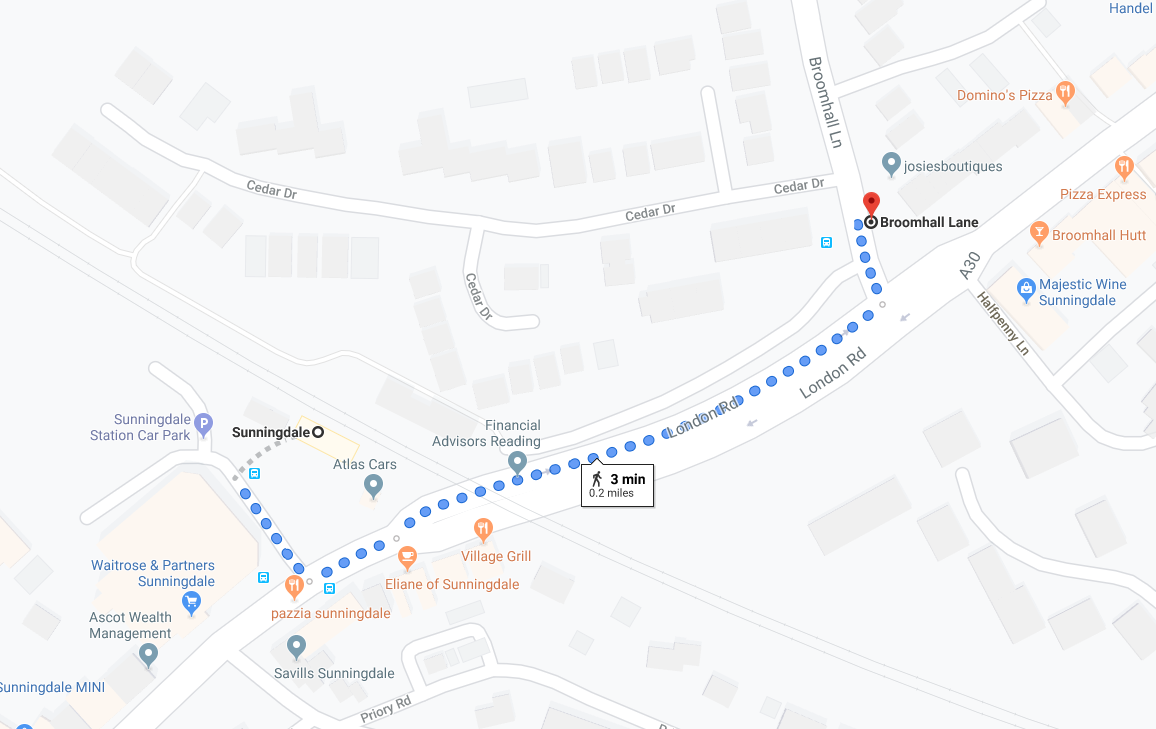 Handel
Broomhall Ln
Domino's Pizza
josiesboutiques
Pizza Express
Cedar Dr
Cedar Dr
Cedar Dr
Broomhall Lane
Broomhall Hutt
A30
Majestic Wine
Sunningdale
Cedar Dr
Halfpenny Ln
London Rd
London Rd
Sunningdale
Station Car Park
P
Sunningdale
Financial
Advisors Reading
Atlas Cars
3 min
0.2 miles
Village Grill
Waitrose & Partners
Sunningdale
Eliane of Sunningdale
pazzia sunningdale
Ascot Wealth
Management
Savills Sunningdale
Sunningdale MINI
Priory Rd